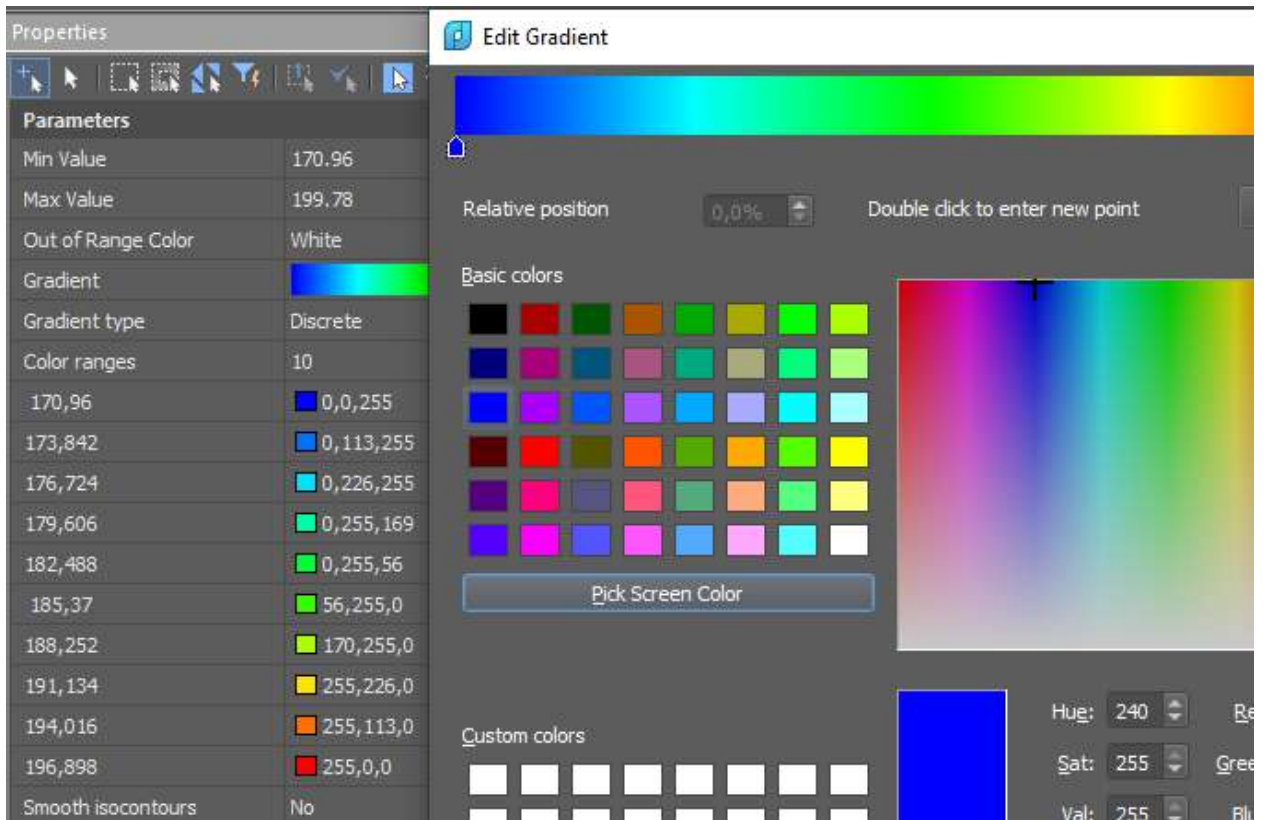 Properties
Parameters
Min Value 170.96
Max Value 199.78
Out of Range Color White
Gradient
Gradient type Discrete
Color ranges 10
170,96 0,0,255
173,842 0,113,255
176,724 0,226,255
179,606 0,255,169
182,488 0,255,56
185,37 56,255,0
188,252 170,255,0
191,134 255,226,0
194,016 255,113,0
196,898 255,0,0
Smooth isocontours No
Edit Gradient
Relative position 0,0% Double click to enter new point
Basic colors
Pick Screen Color
Custom colors
Hue: 240 Re
Sat: 255 Gree
Val: 255 Blu